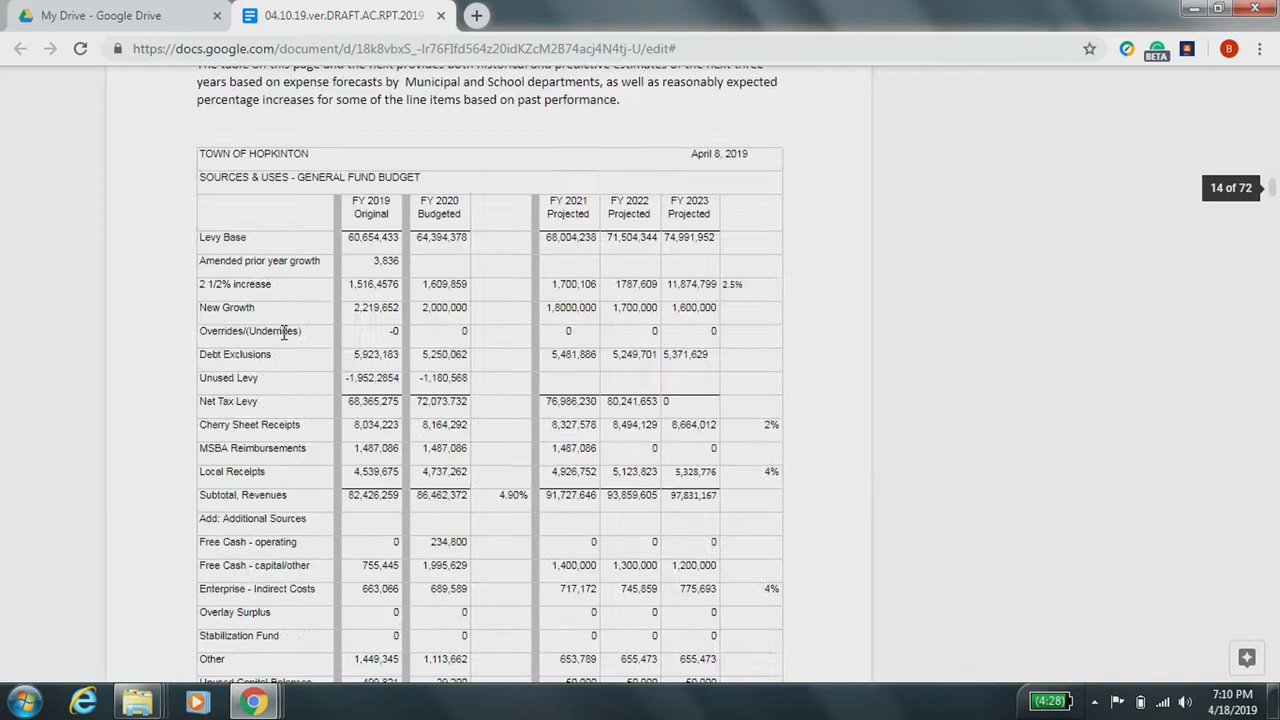 My Drive - Google Drive
04.10.19.ver.DRAFT.AC.RPT.2019
https://docs.google.com/document/d/18k8vbxS_-Ir76FIfd564z20idKZcM2B74acj4N4tj-U/edit#
BETA
B
years based on expense forecasts by Municipal and School departments, as well as reasonably expected
percentage increases for some of the line items based on past performance.
14 of 72
TOWN OF HOPKINTON April 8, 2019
SOURCES & USES - GENERAL FUND BUDGET
FY 2019 FY 2020 FY 2021 FY 2022 FY 2023
Original Budgeted Projected Projected Projected
Levy Base 60,654,433 64,394,378 68,004,238 71,504,344 74,991,952
Amended prior year growth 3,836
2 1/2% increase 1,516,4576 1,609,859 1,700,106 1787,609 11,874,799 2.5%
New Growth 2,219,652 2,000,000 1,8000,000 1,700,000 1,600,000
Overrides/(Underrides) -0 0 0 0 0
Debt Exclusions 5,923,183 5,250,062 5,481,886 5,249,701 5,371,629
Unused Levy -1,952,2854 -1,180,568
Net Tax Levy 68,365,275 72,073.732 76,986,230 80,241,653 0
Cherry Sheet Receipts 8,034,223 8,164,292 8,327,578 8,494,129 8,664,012 2%
MSBA Reimbursements 1,487,086 1,487,086 1,487,086 0 0
Local Receipts 4,539,675 4,737,262 4,926,752 5,123,823 5,328,776 4%
Subtotal, Revenues 82,426,259 86,462,372 4.90% 91,727,646 93,859,605 97,831,167
Add: Additional Sources
Free Cash - operating 0 234,800 0 0 0
Free Cash - capital/other 755,445 1,995,629 1,400,000 1,300,000 1,200,000
Enterprise - Indirect Costs 663,066 689,589 717,172 745,859 775,693 4%
Overlay Surplus 0 0 0 0 0
Stabilization Fund 0 0 0 0 0
Other 1,449,345 1,113,662 653,789 655,473 655,473
(4:28)
7:10 PM
4/18/2019